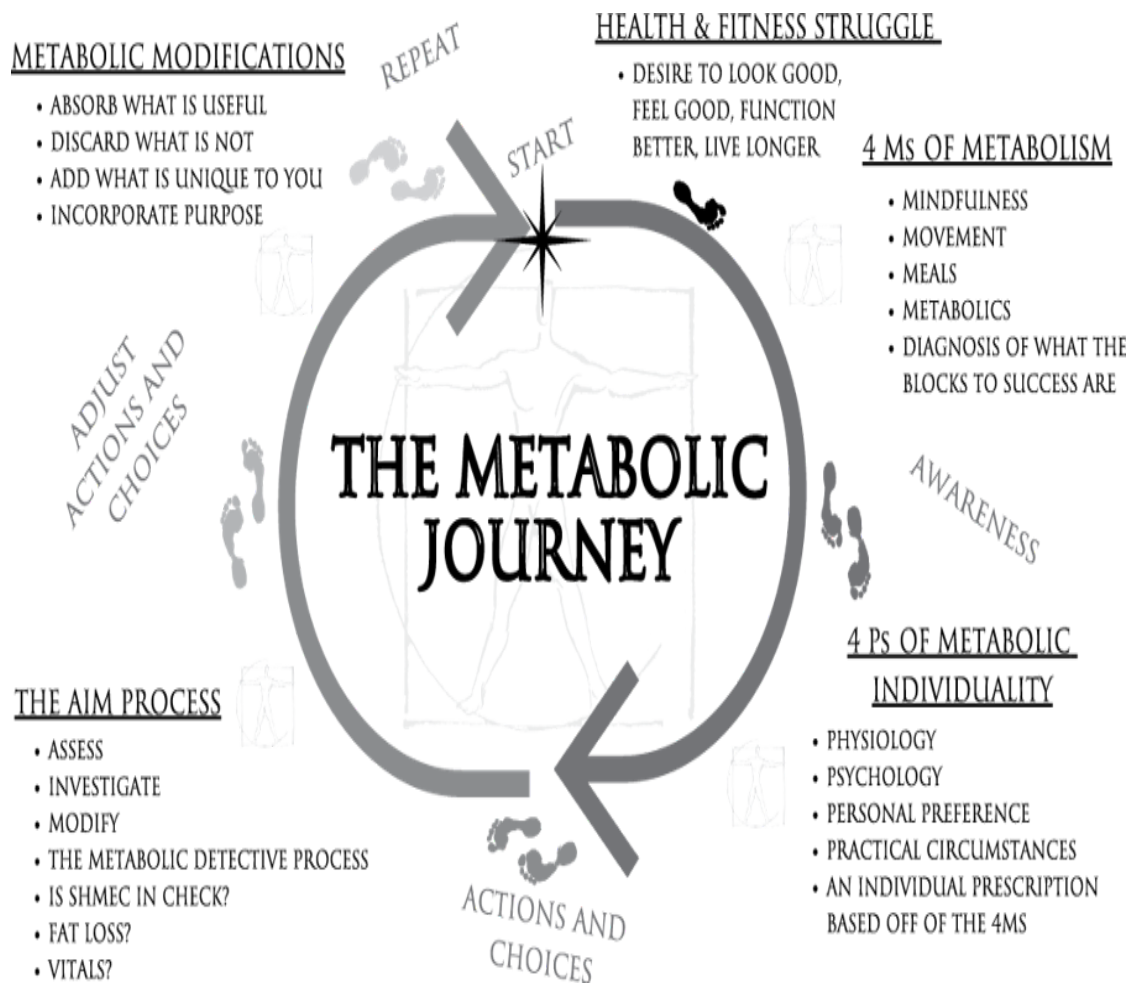 HEALTH & FITNESS STRUGGLE
• DESIRE TO LOOK GOOD,
FEEL GOOD, FUNCTION
BETTER, LIVE LONGER
4 Ms OF METABOLISM
• MINDFULNESS
• MOVEMENT
• MEALS
• METABOLICS
• DIAGNOSIS OF WHAT THE
BLOCKS TO SUCCESS ARE
AWARENESS
4 Ps OF METABOLIC
INDIVIDUALITY
• PHYSIOLOGY
• PSYCHOLOGY
• PERSONAL PREFERENCE
• PRACTICAL CIRCUMSTANCES
• AN INDIVIDUAL PRESCRIPTION
BASED OFF OF THE 4MS
ACTIONS AND
CHOICES
THE AIM PROCESS
• ASSESS
• INVESTIGATE
• MODIFY
• THE METABOLIC DETECTIVE PROCESS
• IS SHMEC IN CHECK?
• FAT LOSS?
• VITALS?
ADJUST
ACTIONS AND
CHOICES
METABOLIC MODIFICATIONS
• ABSORB WHAT IS USEFUL
• DISCARD WHAT IS NOT
• ADD WHAT IS UNIQUE TO YOU
• INCORPORATE PURPOSE
REPEAT
START
THE METABOLIC
JOURNEY